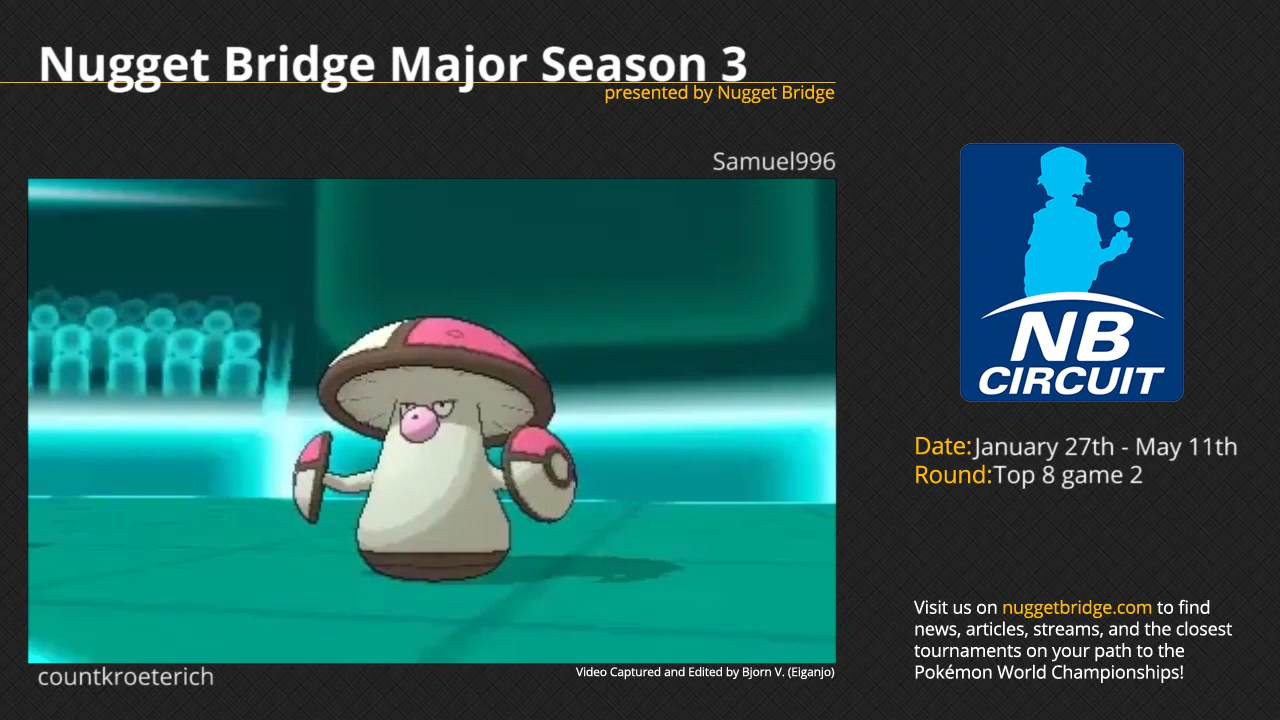 Nugget Bridge Major Season 3
presented by Nugget Bridge
Samuel996
NB
CIRCUIT
Date:January 27th - May 11th
Round:Top 8 game 2
Visit us on nuggetbridge.com to find
news, articles, streams, and the closest
tournaments on your path to the
Pokémon World Championships!
countkroeterich
Video Captured and Edited by Bjorn V. (Eiganjo)